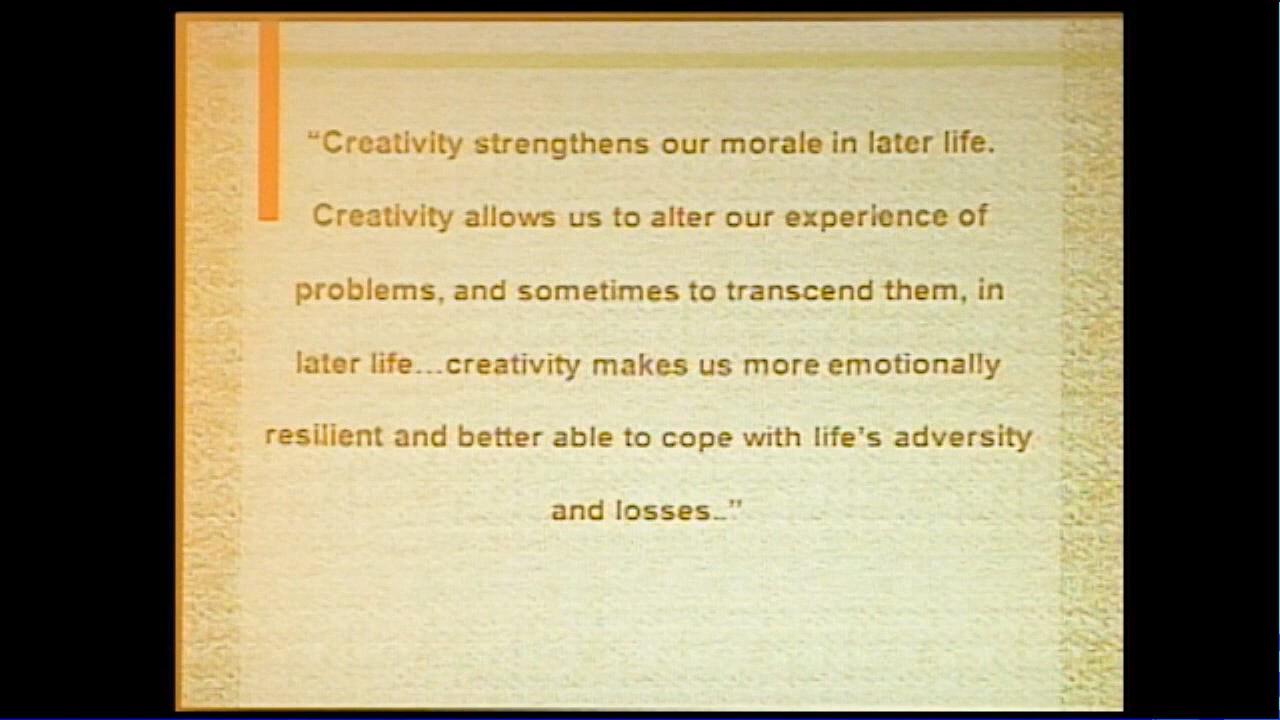 “Creativity strengthens our morale in later life.
Creativity allows us to alter our experience of
problems, and sometimes to transcend them, in
later life...creativity makes us more emotionally
resilient and better able to cope with life’s adversity
and losses..”